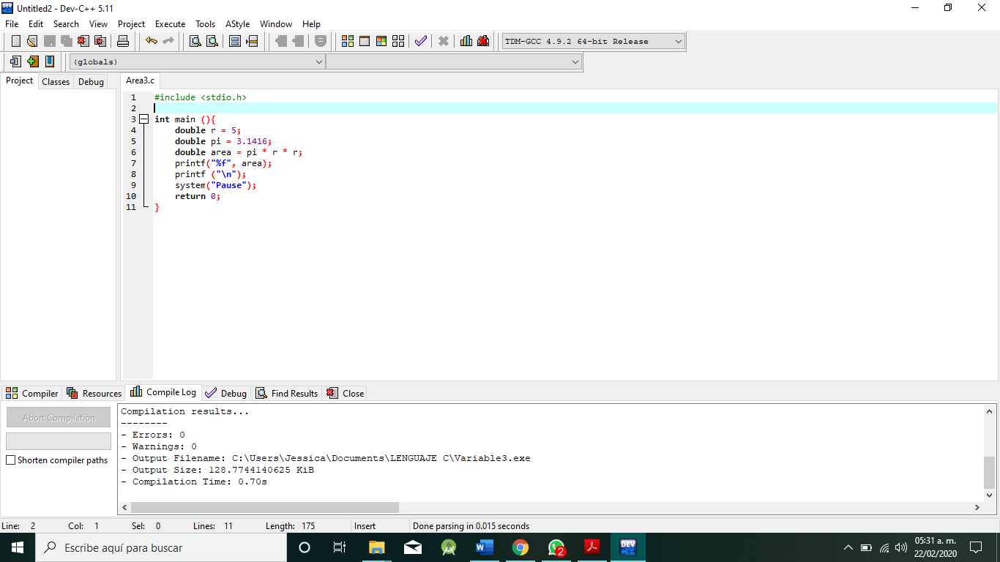 Untitled2 - Dev-C++ 5.11
File Edit Search View Project Execute Tools AStyle Window Help
TDM-GCC 4.9.2 64-bit Release
(globals)
Project Classes Debug
Area3.c
1 #include <stdio.h>
2
3 int main (){
4 double r = 5;
5 double pi = 3.1416;
6 double area = pi * r * r;
7 printf("%f", area);
8 printf ("\n");
9 system("Pause");
10 return 0;
11 }
Compiler Resources Compile Log Debug Find Results Close
Abort Compilation
Shorten compiler paths
Compilation results...
--------
- Errors: 0
- Warnings: 0
- Output Filename: C:\Users\Jessica\Documents\LENGUAJE C\Variable3.exe
- Output Size: 128.7744140625 KiB
- Compilation Time: 0.70s
Line: 2 Col: 1 Sel: 0 Lines: 11 Length: 175 Insert Done parsing in 0.015 seconds
Escribe aquí para buscar
2
DEV
05:31 a. m.
22/02/2020